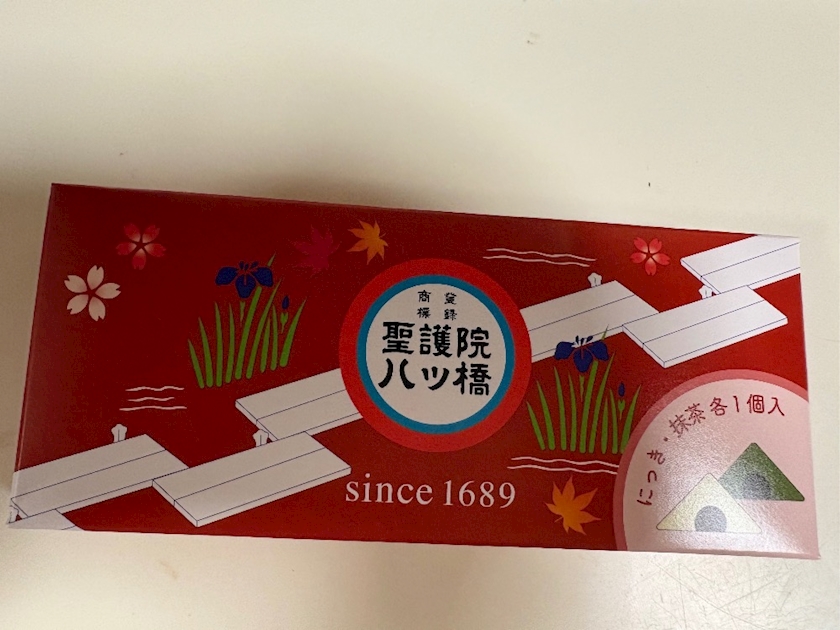 登録
商標
聖護院
八ツ橋
since 1689
にっき・抹茶 各1個入